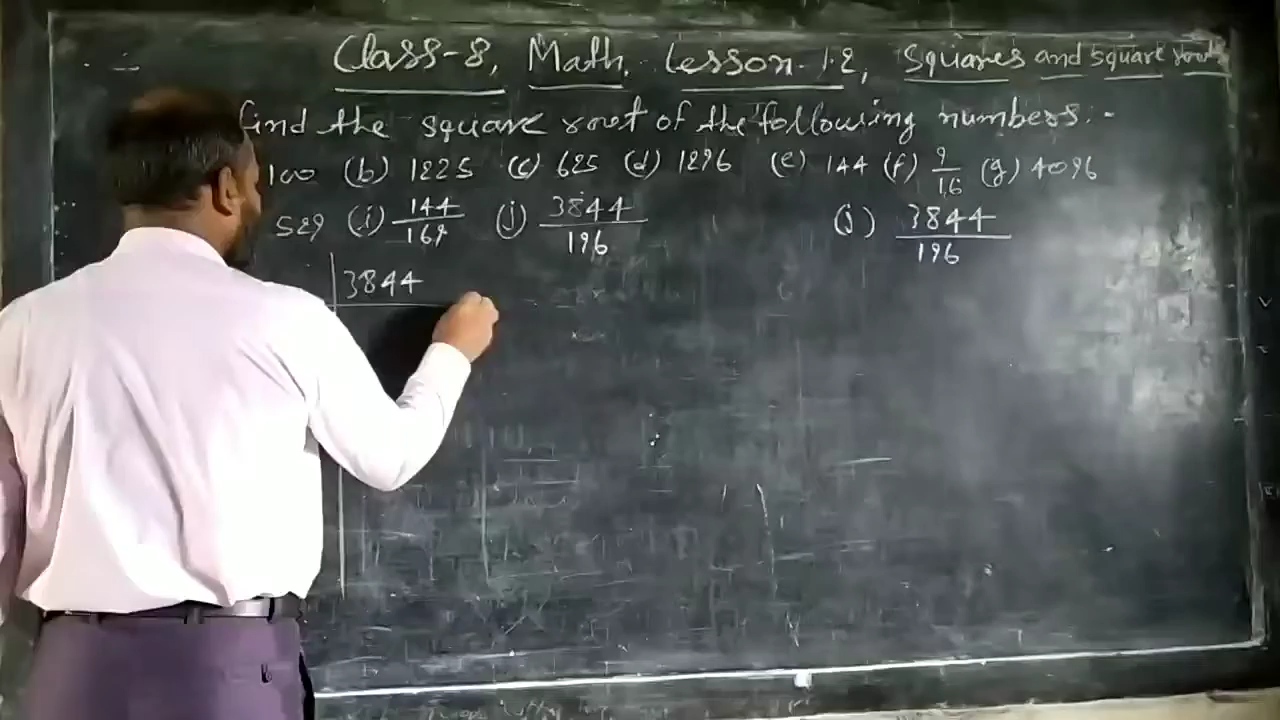 Class-8, Math, Lesson-1.2, Squares and square root
find the square root of the following numbers:-
100 (b) 1225 (c) 625 (d) 1296 (e) 144 (f) 9/16 (g) 4096
529 (i) 144/169 (j) 3844/196 (j) 3844/196
3844